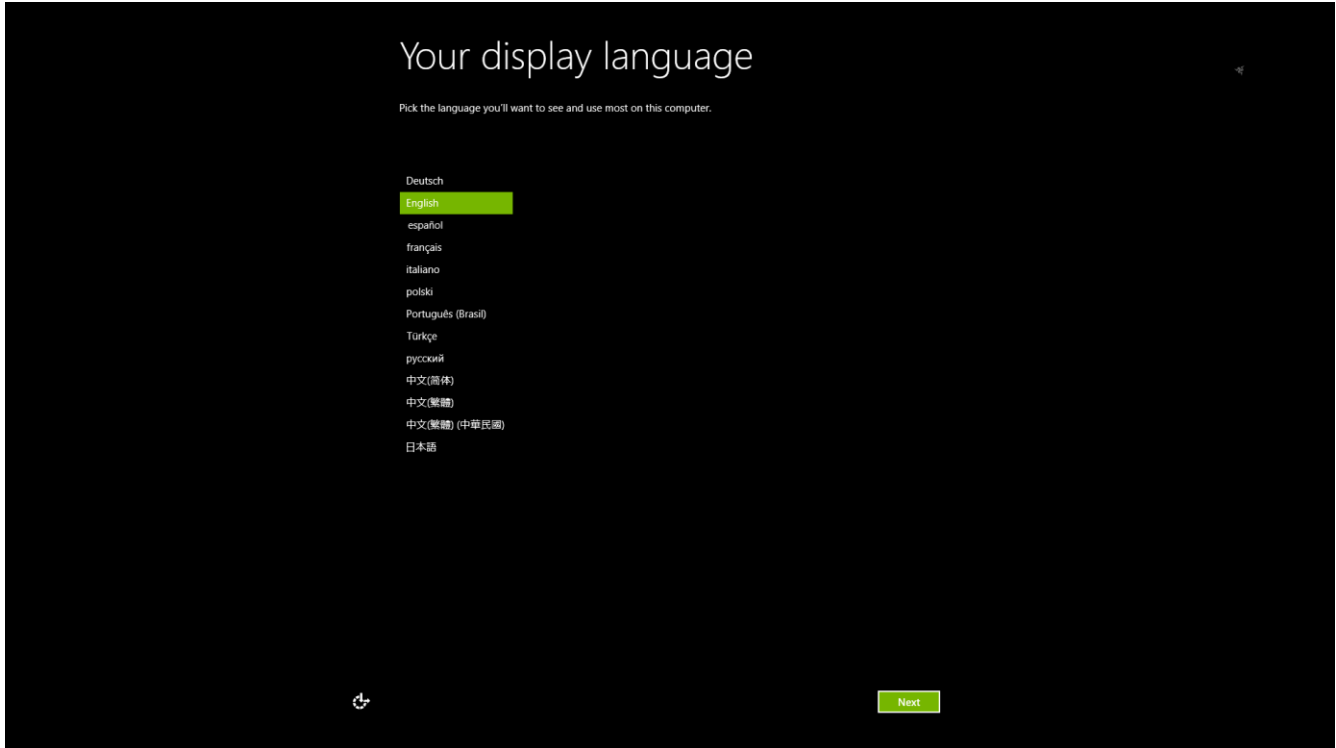 Your display language
Pick the language you'll want to see and use most on this computer.
Deutsch
English
español
français
italiano
polski
Português (Brasil)
Türkçe
русский
中文(简体)
中文(繁體)
中文(繁體) (中華民國)
日本語
Next